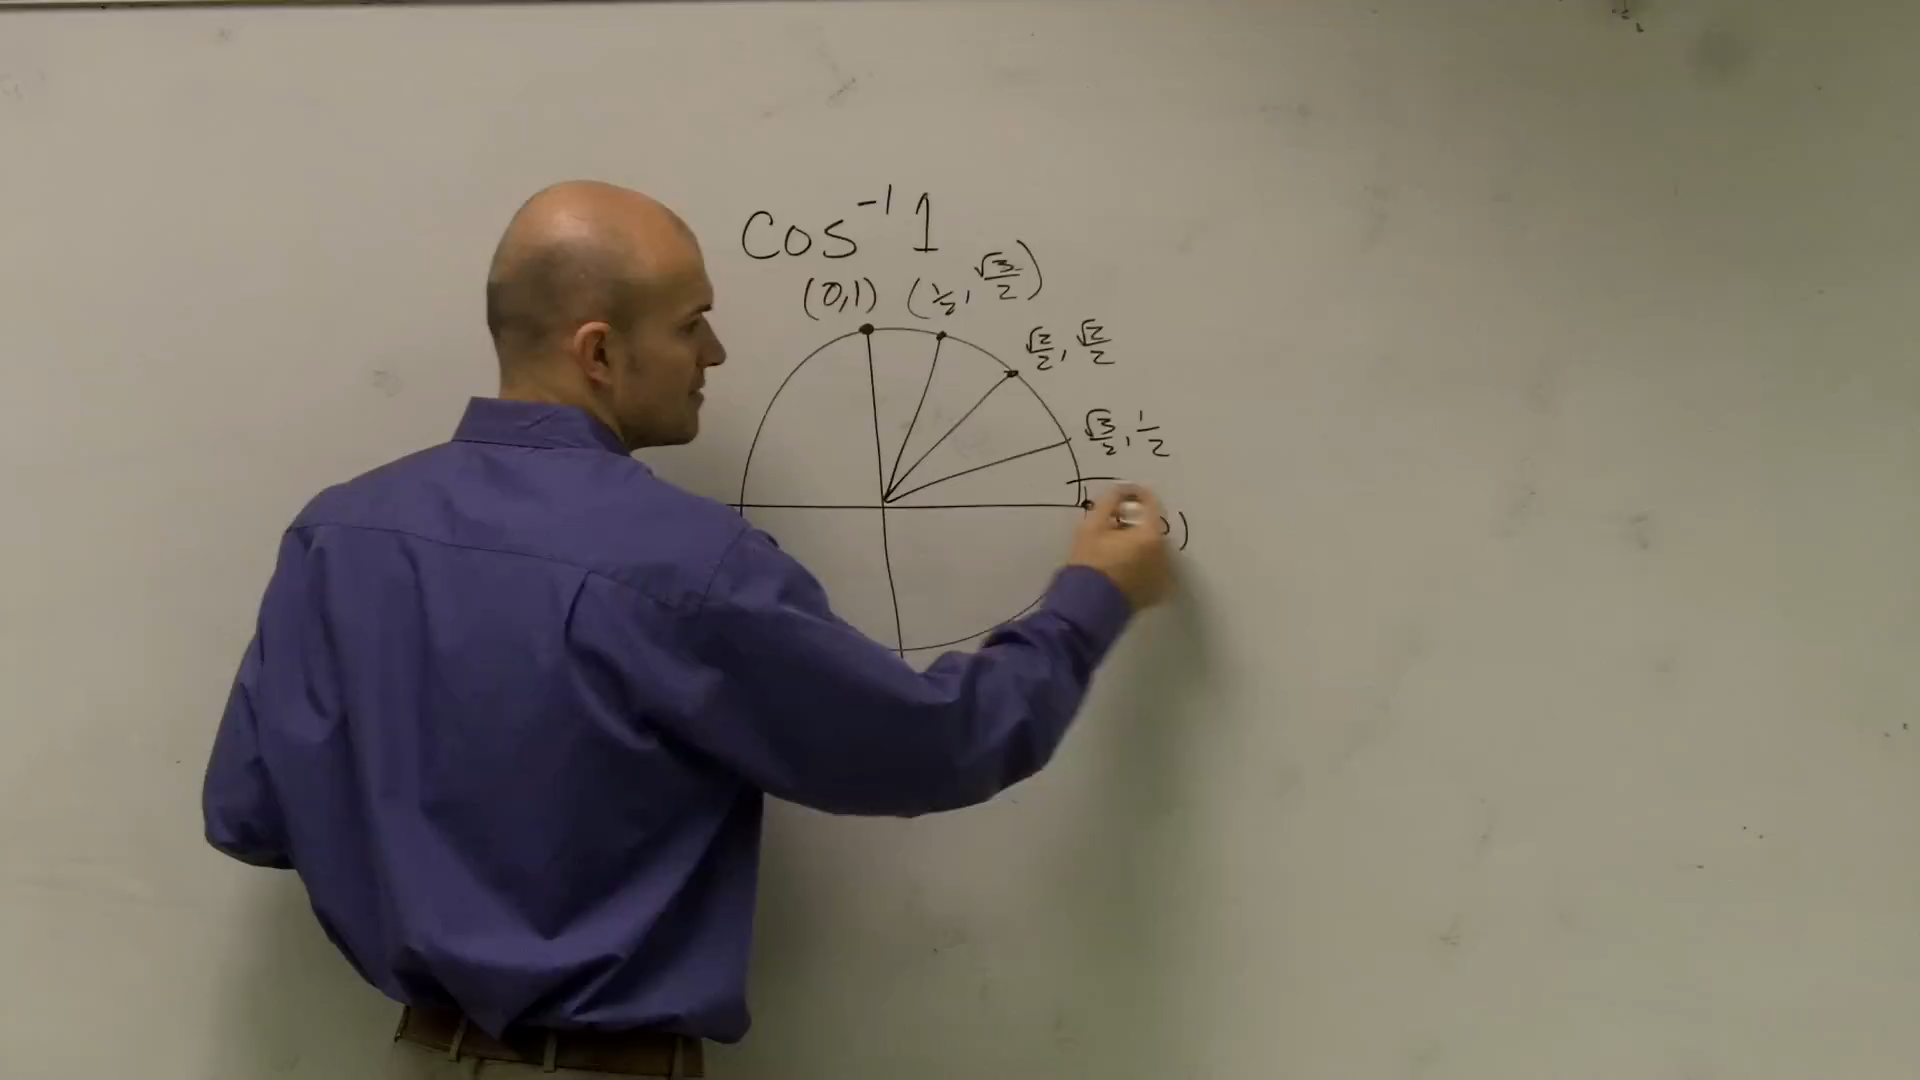 cos⁻¹ 1
(0,1) (1/2, √3/2)
√2/2, √2/2
√3/2, 1/2
)